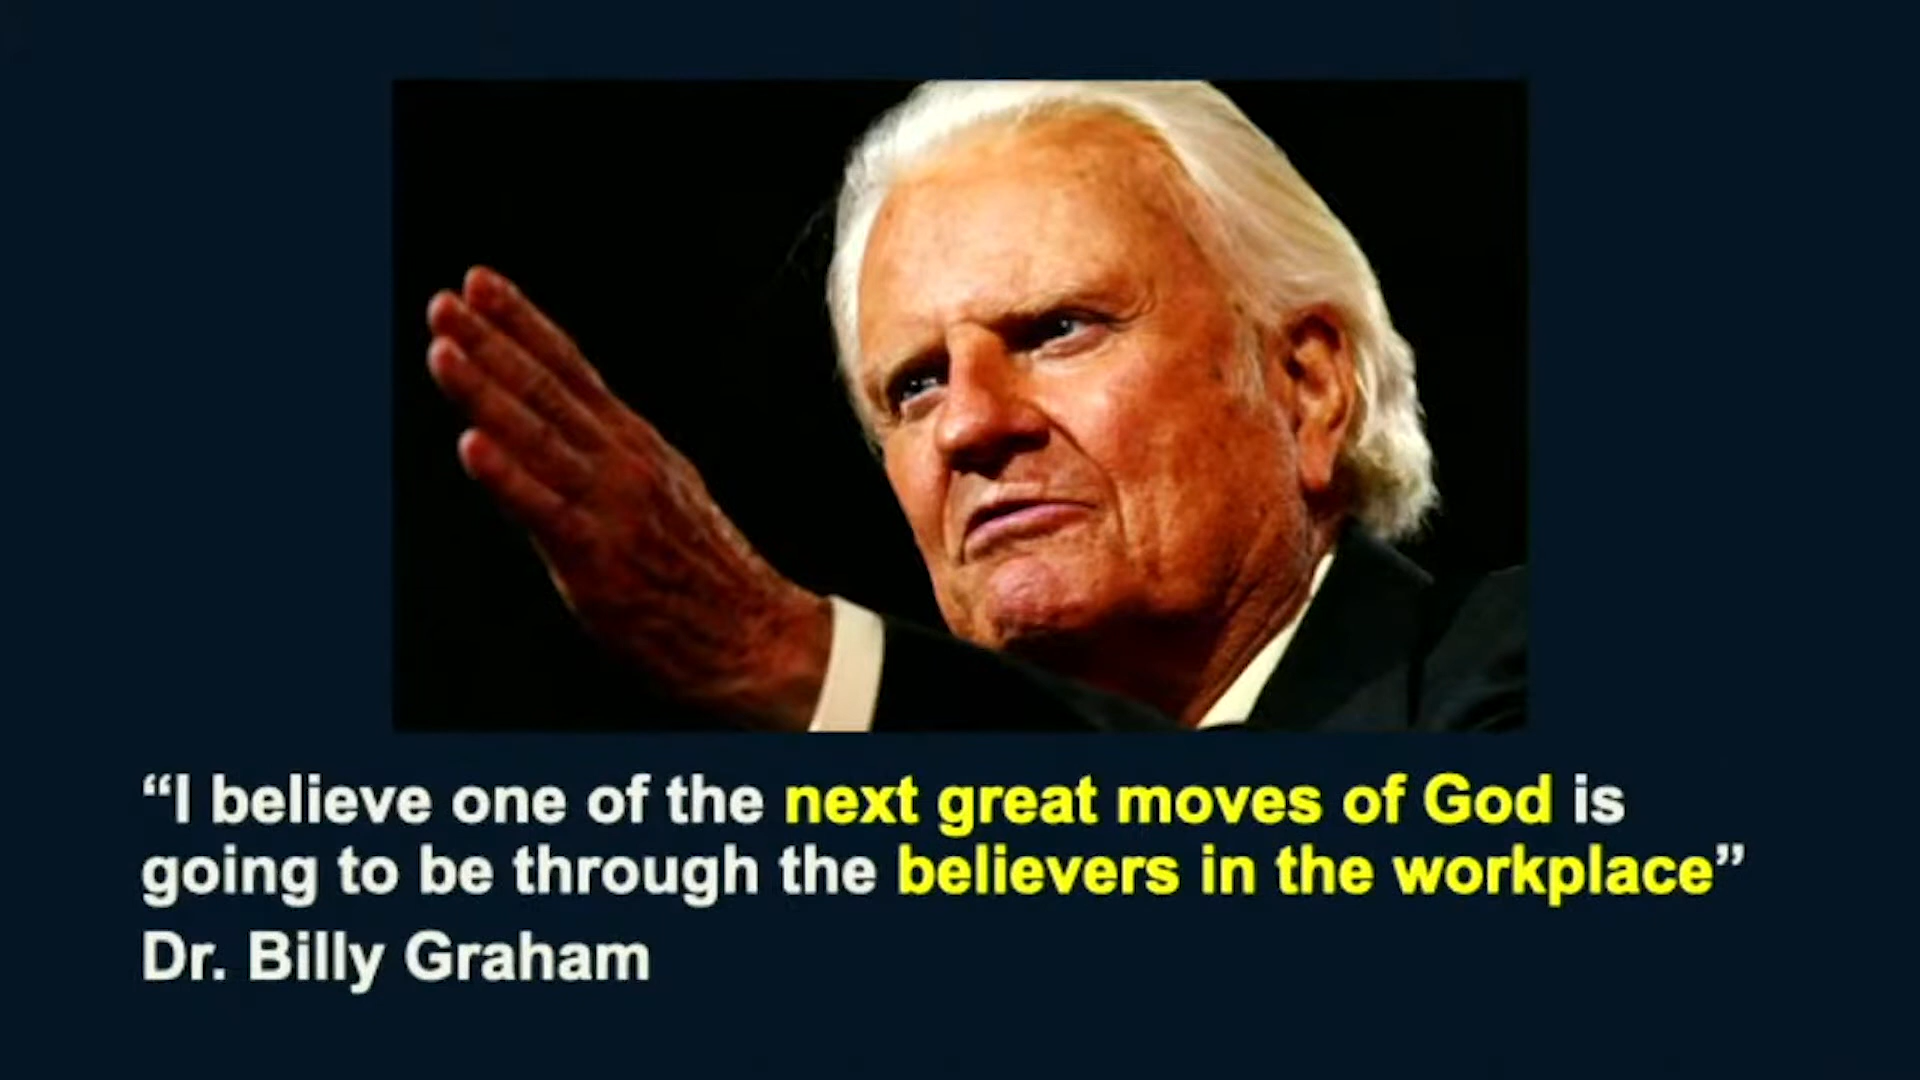 “I believe one of the next great moves of God is
going to be through the believers in the workplace”
Dr. Billy Graham